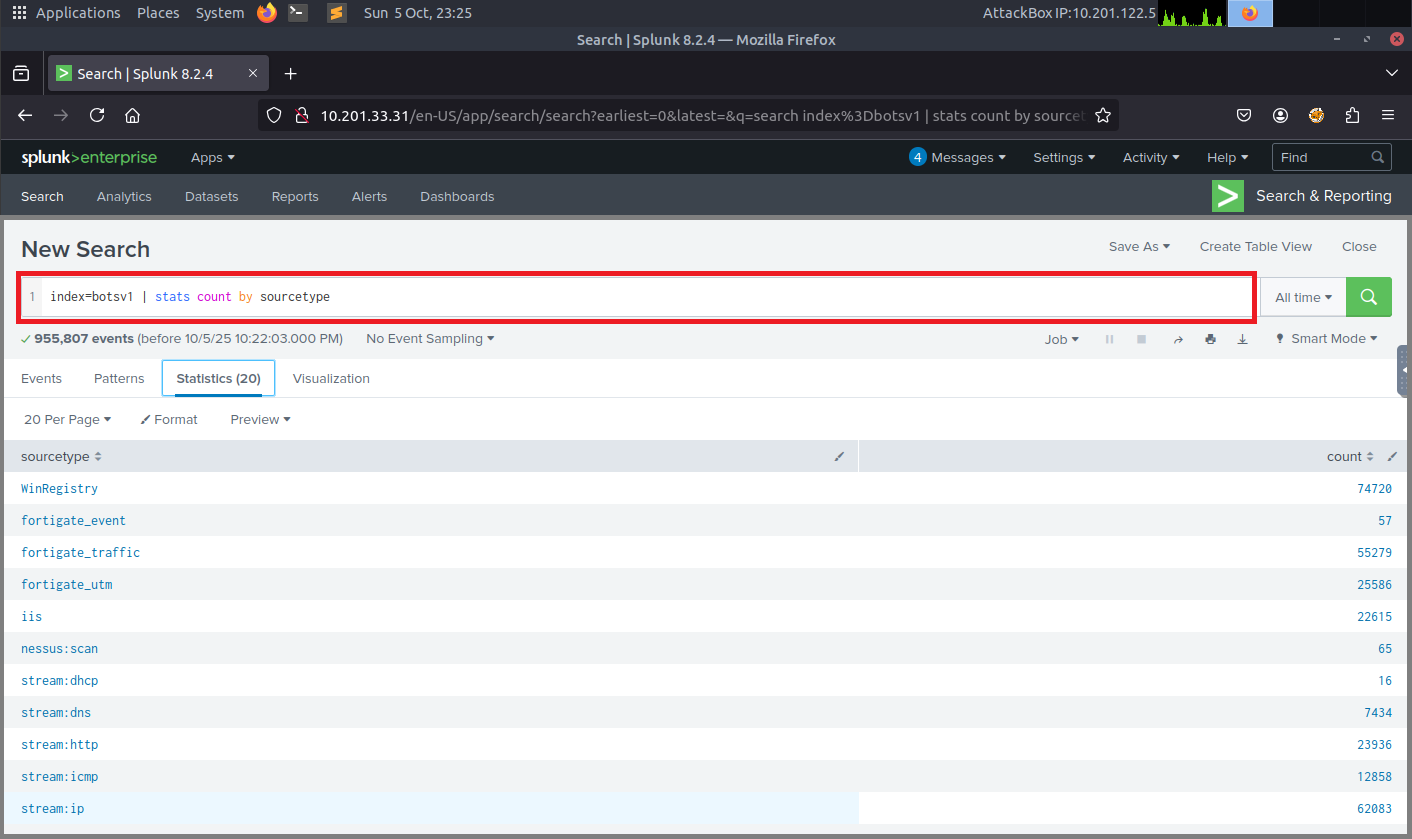 Applications Places System Sun 5 Oct, 23:25 AttackBox IP:10.201.122.5
Search | Splunk 8.2.4 — Mozilla Firefox
Search | Splunk 8.2.4
10.201.33.31/en-US/app/search/search?earliest=0&latest=&q=search index%3Dbotsv1 | stats count by sourcet
splunk>enterprise Apps 4 Messages Settings Activity Help Find
Search Analytics Datasets Reports Alerts Dashboards > Search & Reporting
New Search Save As Create Table View Close
1 index=botsv1 | stats count by sourcetype All time
955,807 events (before 10/5/25 10:22:03.000 PM) No Event Sampling Job Smart Mode
Events Patterns Statistics (20) Visualization
20 Per Page Format Preview
sourcetype count
WinRegistry 74720
fortigate_event 57
fortigate_traffic 55279
fortigate_utm 25586
iis 22615
nessus:scan 65
stream:dhcp 16
stream:dns 7434
stream:http 23936
stream:icmp 12858
stream:ip 62083